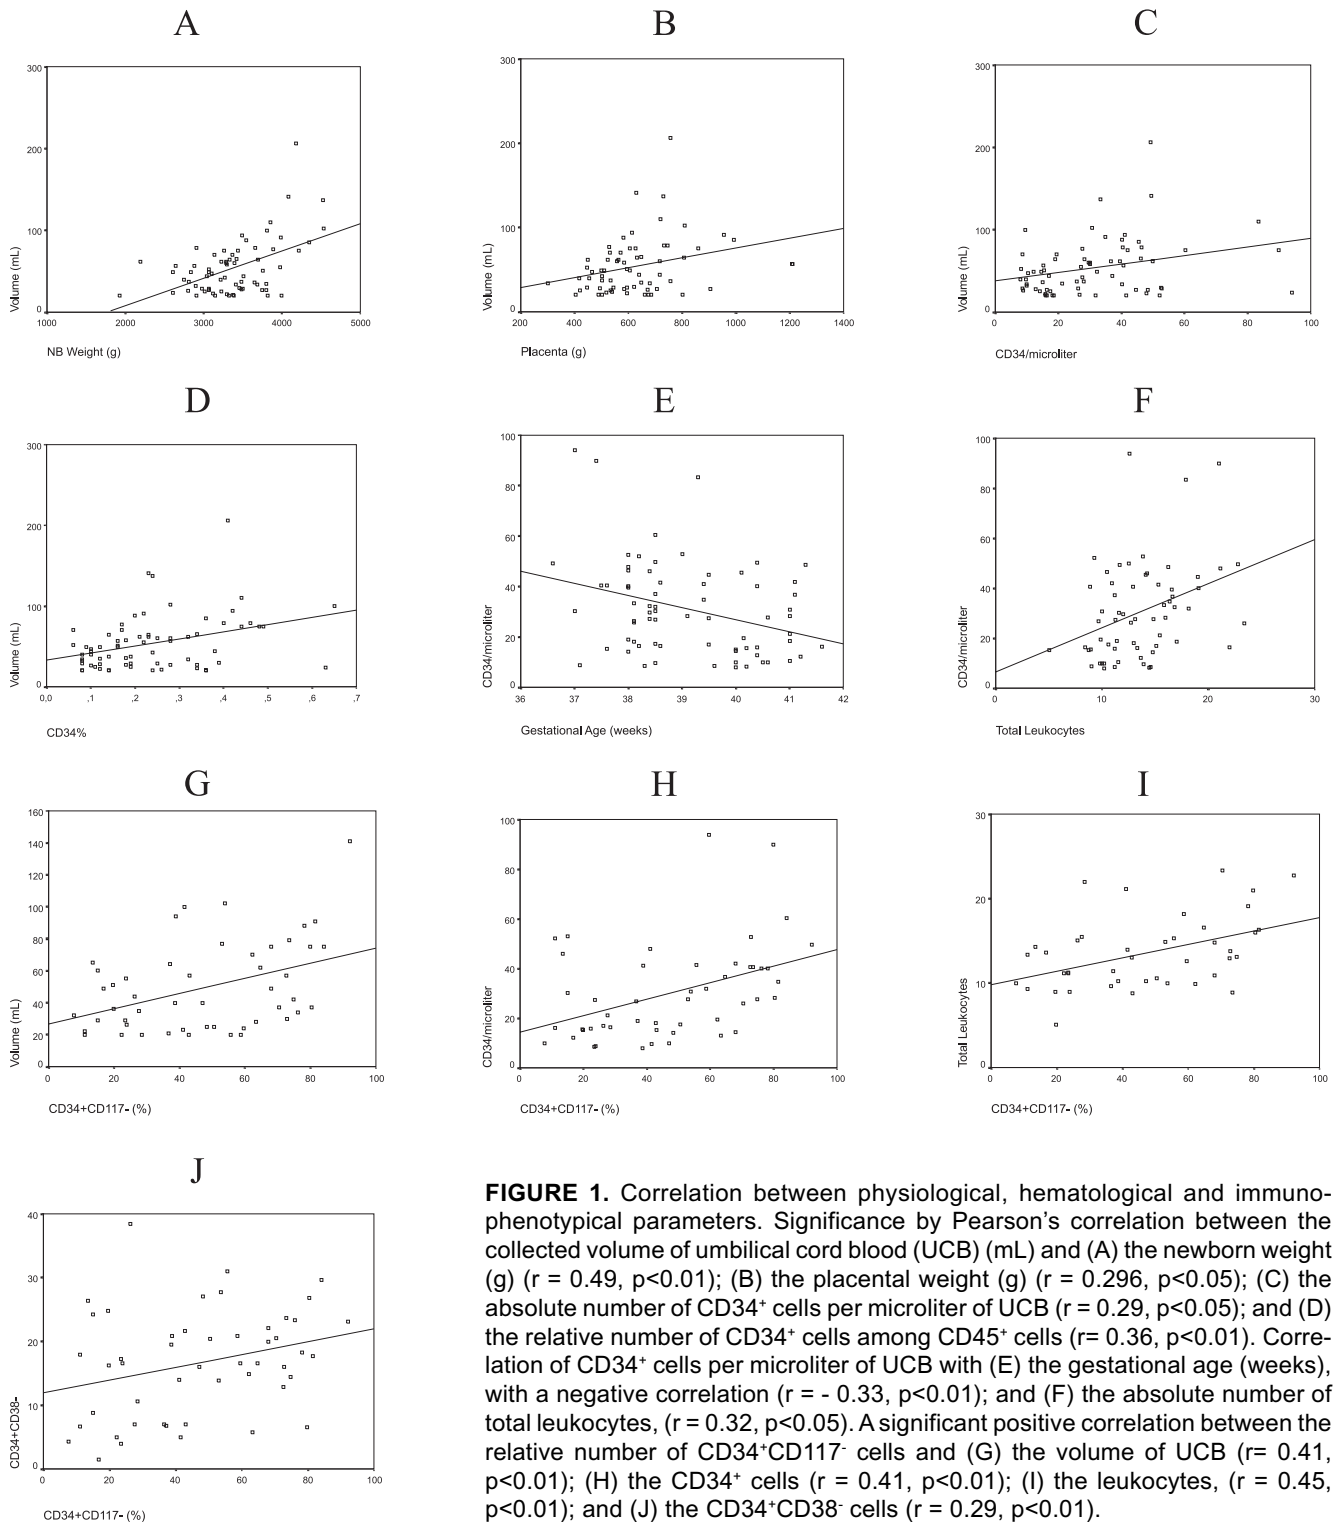 A
B
C
300
200
100
0
Volume (mL)
1000
2000
3000
4000
5000
NB Weight (g)
300
200
100
0
Volume (mL)
200
400
600
800
1000
1200
1400
Placenta (g)
300
200
100
0
Volume (mL)
0
20
40
60
80
100
CD34/microliter
D
E
F
300
200
100
0
Volume (mL)
0,0
,1
,2
,3
,4
,5
,6
,7
CD34%
100
80
60
40
20
0
CD34/microliter
36
37
38
39
40
41
42
Gestational Age (weeks)
100
80
60
40
20
0
CD34/microliter
0
10
20
30
Total Leukocytes
G
H
I
160
140
120
100
80
60
40
20
0
Volume (mL)
0
20
40
60
80
100
CD34+CD117- (%)
100
80
60
40
20
0
CD34/microliter
0
20
40
60
80
100
CD34+CD117- (%)
30
20
10
0
Total Leukocytes
0
20
40
60
80
100
CD34+CD117- (%)
J
40
30
20
10
0
CD34+CD38-
0
20
40
60
80
100
CD34+CD117- (%)
FIGURE 1. Correlation between physiological, hematological and immuno-
phenotypical parameters. Significance by Pearson's correlation between the
collected volume of umbilical cord blood (UCB) (mL) and (A) the newborn weight
(g) (r = 0.49, p<0.01); (B) the placental weight (g) (r = 0.296, p<0.05); (C) the
absolute number of CD34⁺ cells per microliter of UCB (r = 0.29, p<0.05); and (D)
the relative number of CD34⁺ cells among CD45⁺ cells (r= 0.36, p<0.01). Corre-
lation of CD34⁺ cells per microliter of UCB with (E) the gestational age (weeks),
with a negative correlation (r = - 0.33, p<0.01); and (F) the absolute number of
total leukocytes, (r = 0.32, p<0.05). A significant positive correlation between the
relative number of CD34⁺CD117⁻ cells and (G) the volume of UCB (r= 0.41,
p<0.01); (H) the CD34⁺ cells (r = 0.41, p<0.01); (I) the leukocytes, (r = 0.45,
p<0.01); and (J) the CD34⁺CD38⁻ cells (r = 0.29, p<0.01).